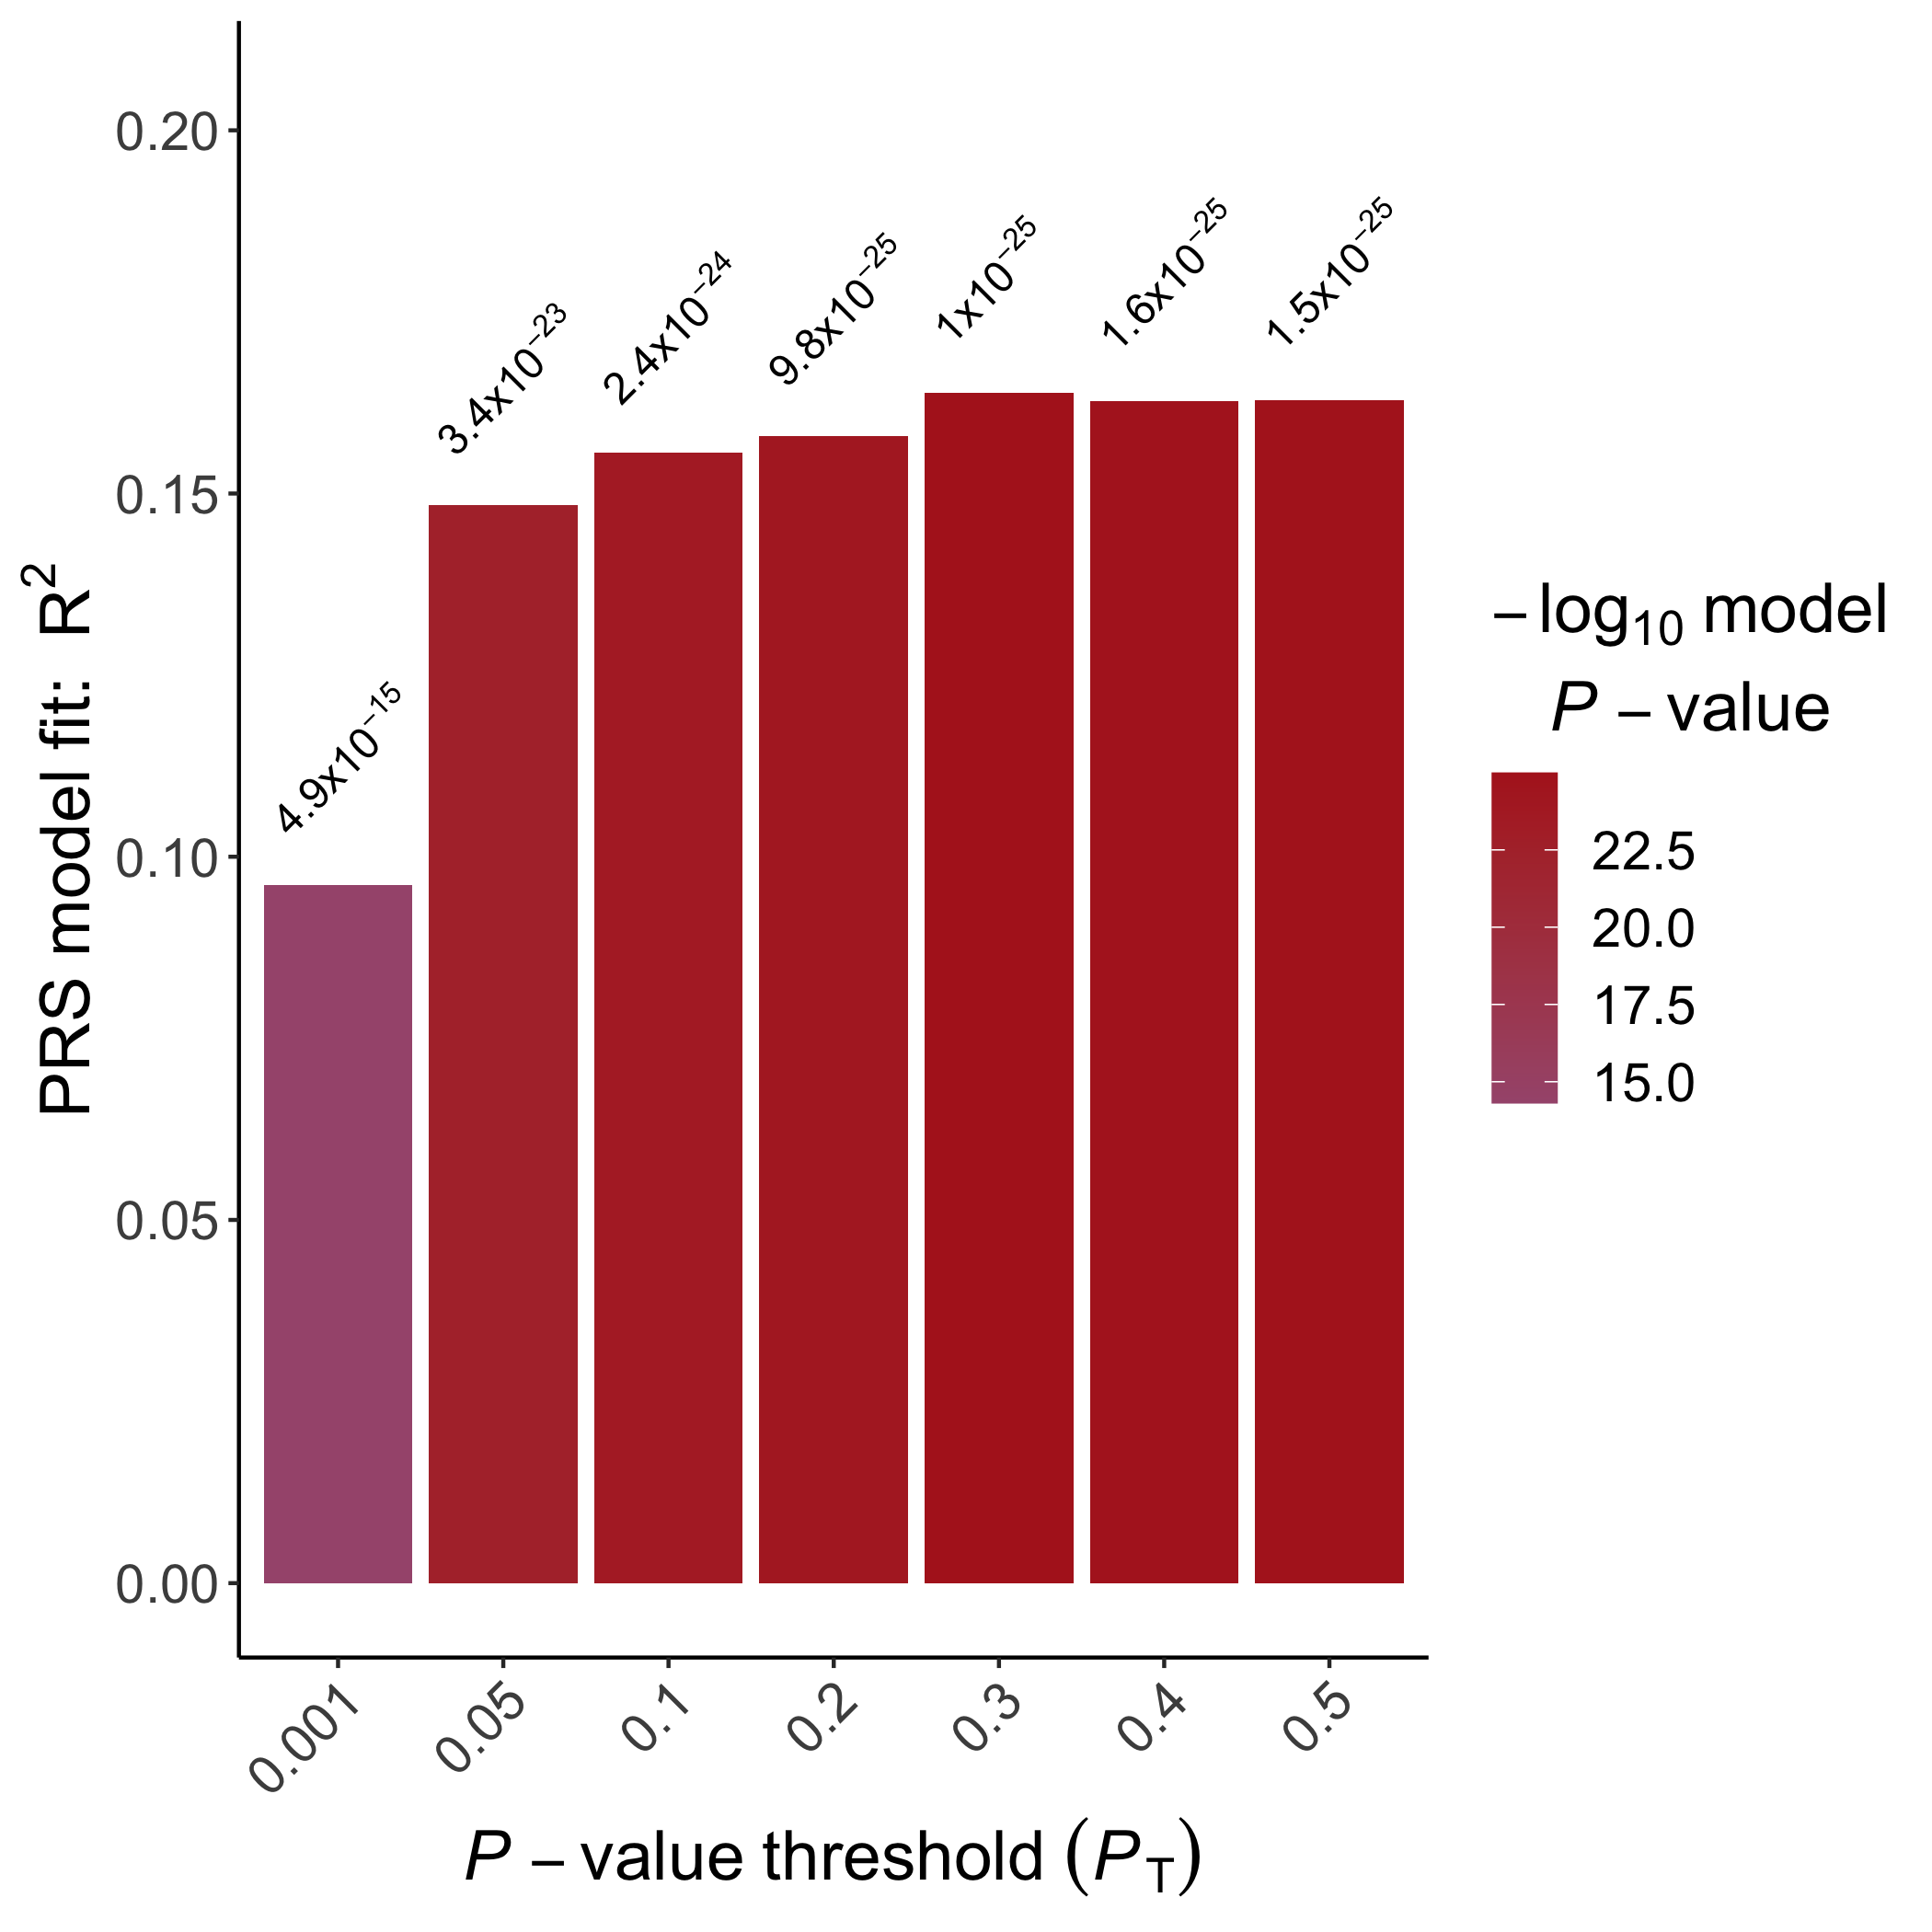 PRS model fit: R²
0.20
0.15
0.10
0.05
0.00
4.9x10⁻¹⁵
3.4x10⁻²³
2.4x10⁻²⁴
9.8x10⁻²⁵
1x10⁻²⁵
1.6x10⁻²⁵
1.5x10⁻²⁵
0.001
0.05
0.1
0.2
0.3
0.4
0.5
P – value threshold (P_T)
– log₁₀ model
P – value
22.5
20.0
17.5
15.0